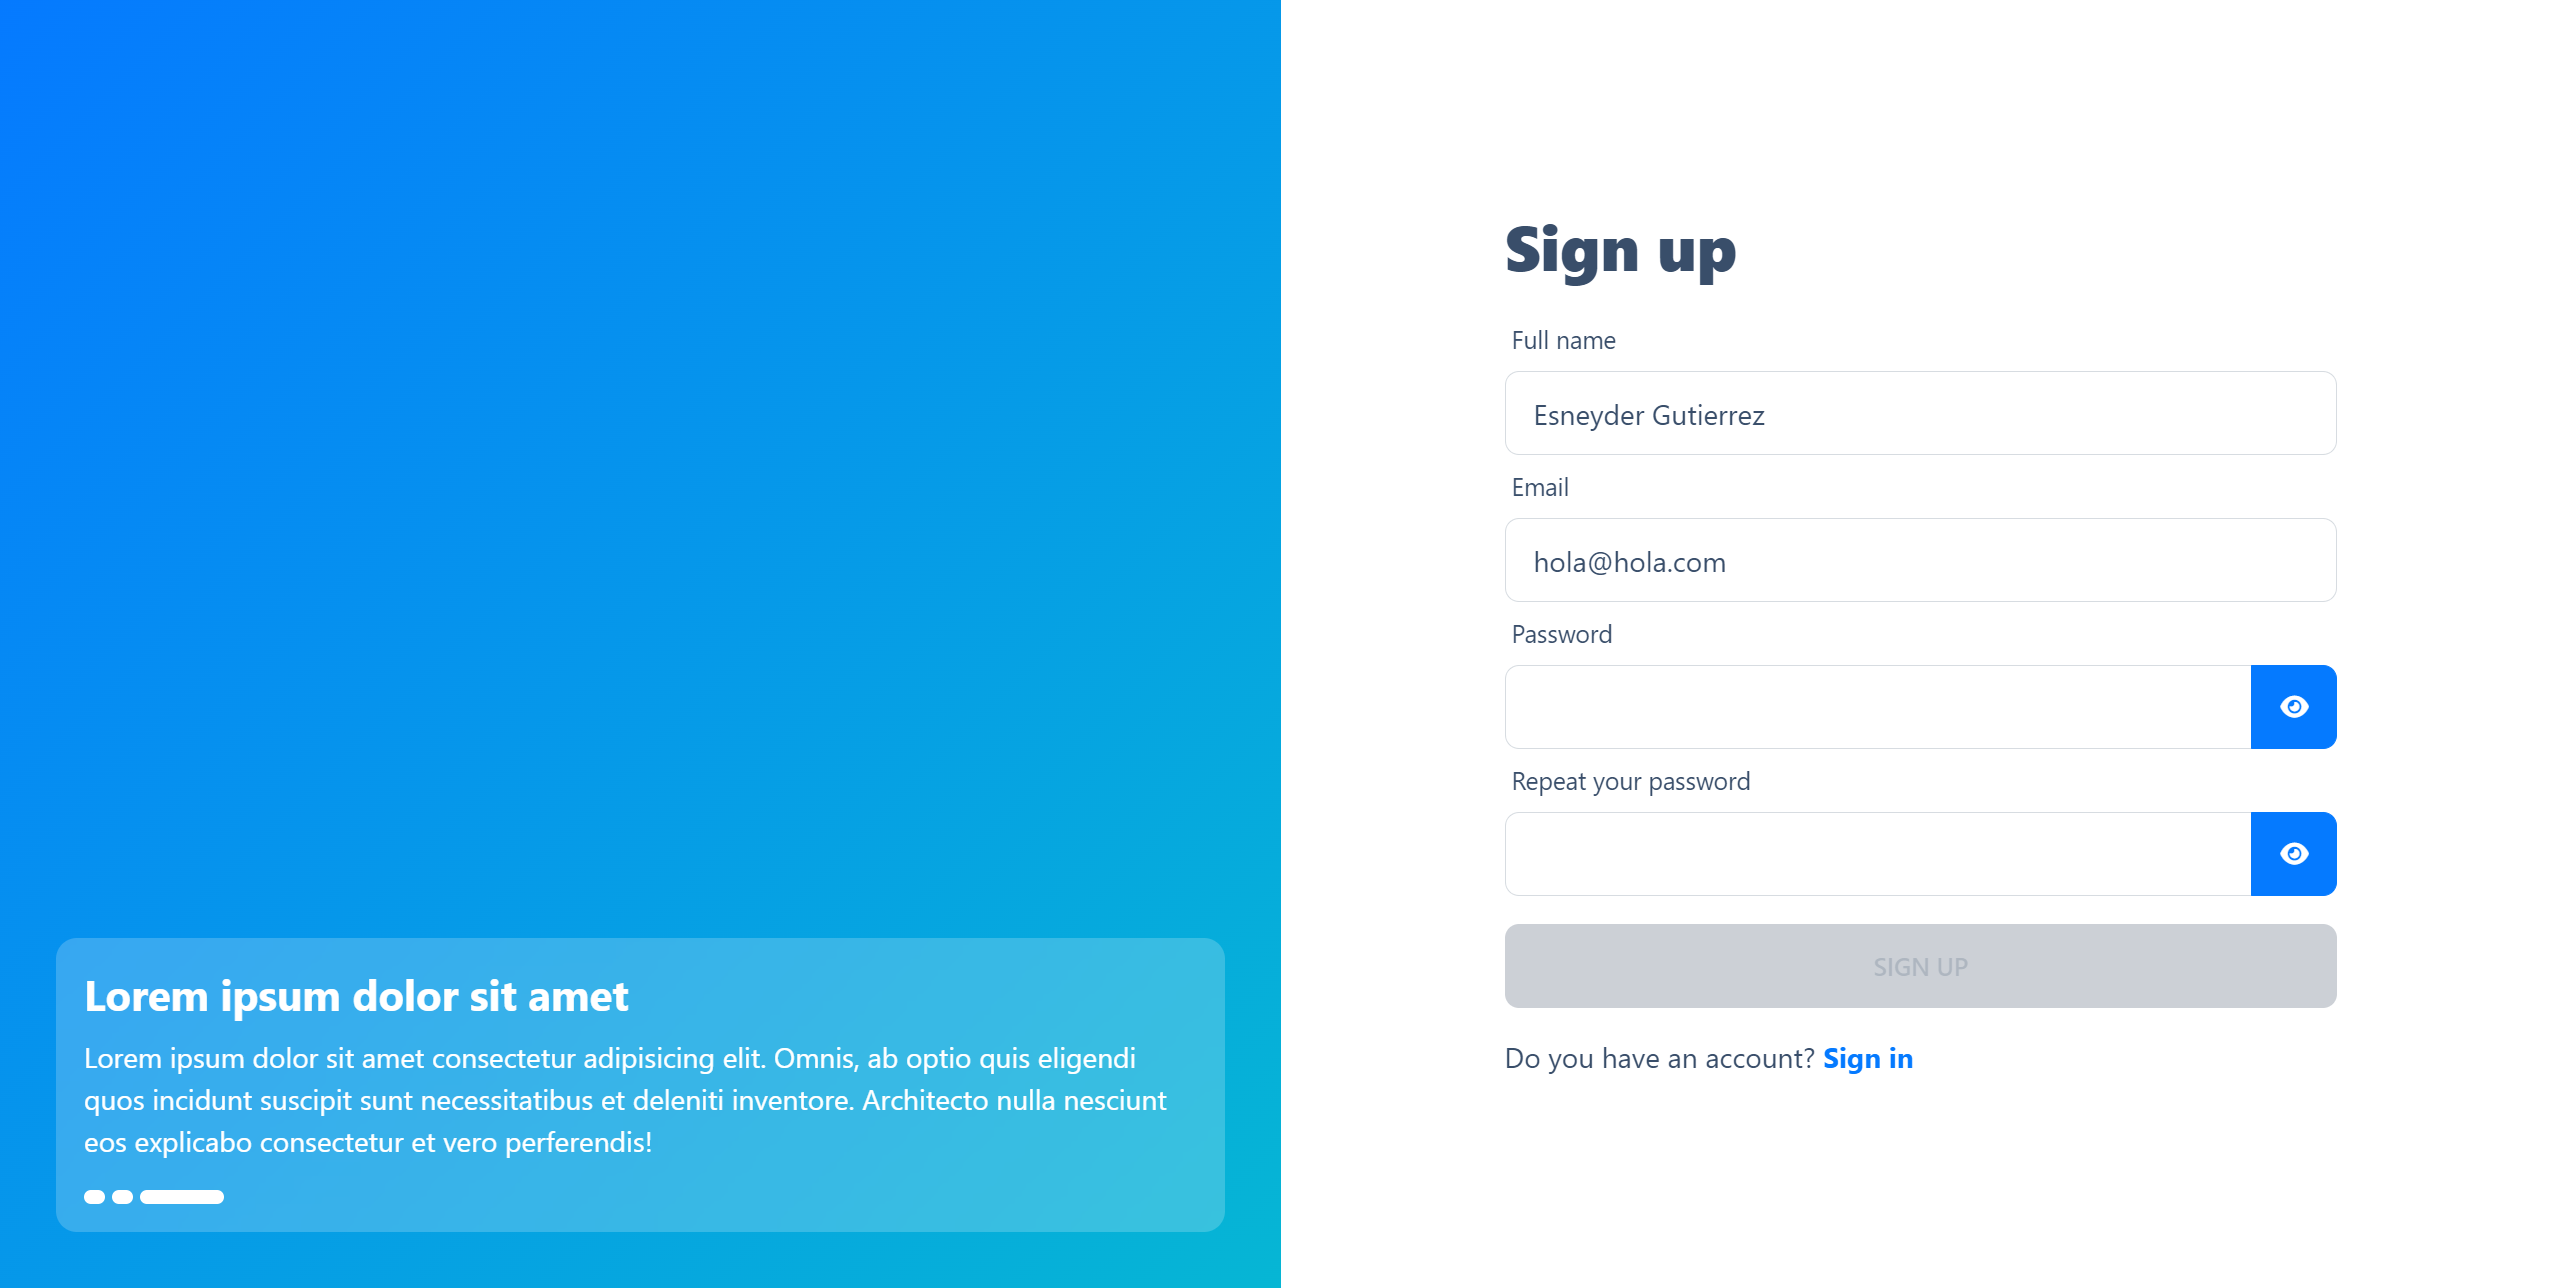 Lorem ipsum dolor sit amet
Lorem ipsum dolor sit amet consectetur adipisicing elit. Omnis, ab optio quis eligendi
quos incidunt suscipit sunt necessitatibus et deleniti inventore. Architecto nulla nesciunt
eos explicabo consectetur et vero perferendis!
Sign up
Full name
Esneyder Gutierrez
Email
hola@hola.com
Password
Repeat your password
SIGN UP
Do you have an account? Sign in